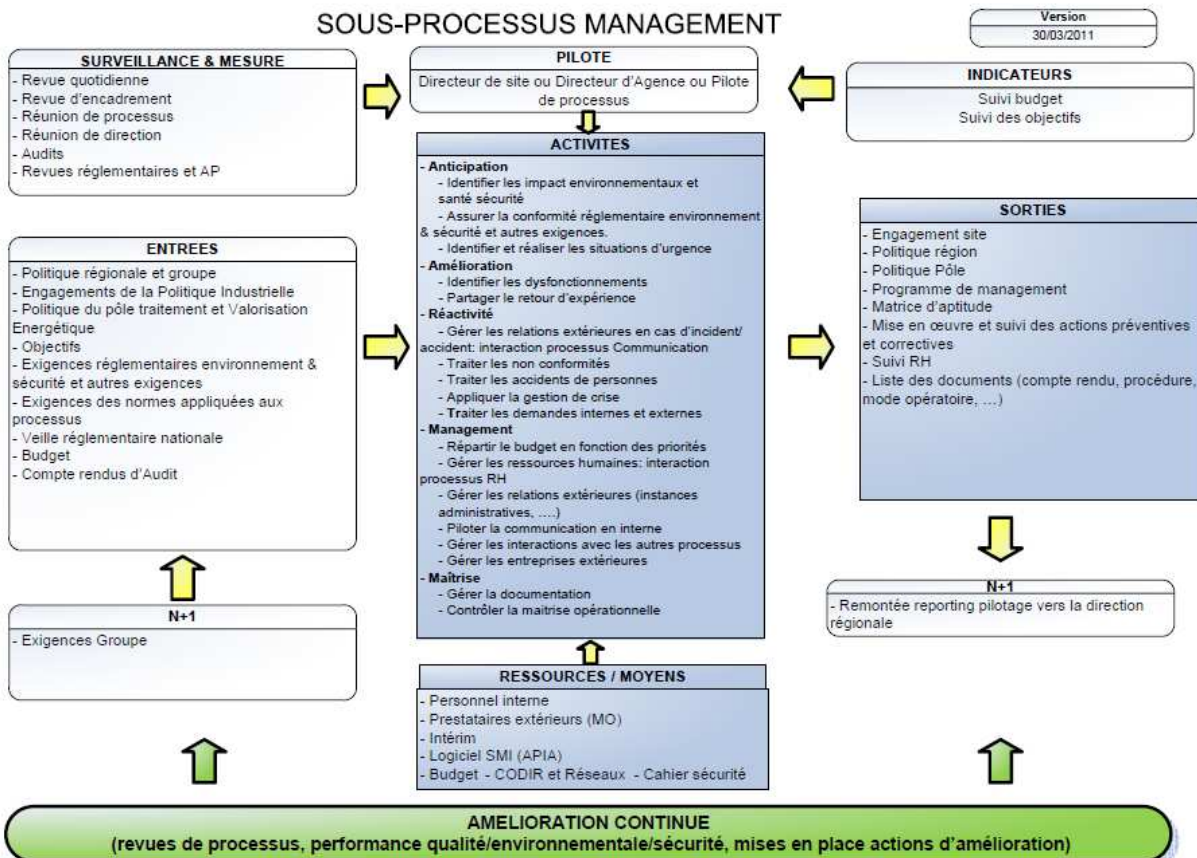 SOUS-PROCESSUS MANAGEMENT
Version
30/03/2011
SURVEILLANCE & MESURE
- Revue quotidienne
- Revue d'encadrement
- Réunion de processus
- Réunion de direction
- Audits
- Revues réglementaires et AP
PILOTE
Directeur de site ou Directeur d'Agence ou Pilote
de processus
INDICATEURS
Suivi budget
Suivi des objectifs
ENTREES
- Politique régionale et groupe
- Engagements de la Politique Industrielle
- Politique du pôle traitement et Valorisation
Energétique
- Objectifs
- Exigences réglementaires environnement &
sécurité et autres exigences
- Exigences des normes appliquées aux
processus
- Veille réglementaire nationale
- Budget
- Compte rendus d'Audit
ACTIVITES
- Anticipation
- Identifier les impact environnementaux et
santé sécurité
- Assurer la conformité réglementaire environnement
& sécurité et autres exigences.
- Identifier et réaliser les situations d'urgence
- Amélioration
- Identifier les dysfonctionnements
- Partager le retour d'expérience
- Réactivité
- Gérer les relations extérieures en cas d'incident/
accident: interaction processus Communication
- Traiter les non conformités
- Traiter les accidents de personnes
- Appliquer la gestion de crise
- Traiter les demandes internes et externes
- Management
- Répartir le budget en fonction des priorités
- Gérer les ressources humaines: interaction
processus RH
- Gérer les relations extérieures (instances
administratives, ....)
- Piloter la communication en interne
- Gérer les interactions avec les autres processus
- Gérer les entreprises extérieures
- Maîtrise
- Gérer la documentation
- Contrôler la maitrise opérationnelle
SORTIES
- Engagement site
- Politique région
- Politique Pôle
- Programme de management
- Matrice d'aptitude
- Mise en œuvre et suivi des actions préventives
et correctives
- Suivi RH
- Liste des documents (compte rendu, procédure,
mode opératoire, …)
N+1
- Exigences Groupe
N+1
- Remontée reporting pilotage vers la direction
régionale
RESSOURCES / MOYENS
- Personnel interne
- Prestataires extérieurs (MO)
- Intérim
- Logiciel SMI (APIA)
- Budget - CODIR et Réseaux - Cahier sécurité
AMELIORATION CONTINUE
(revues de processus, performance qualité/environnementale/sécurité, mises en place actions d'amélioration)